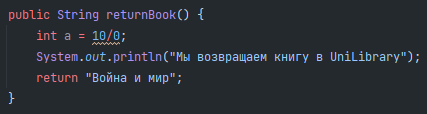 public String returnBook() {
int a = 10/0;
System.out.println("Мы возвращаем книгу в UniLibrary");
return "Война и мир";
}